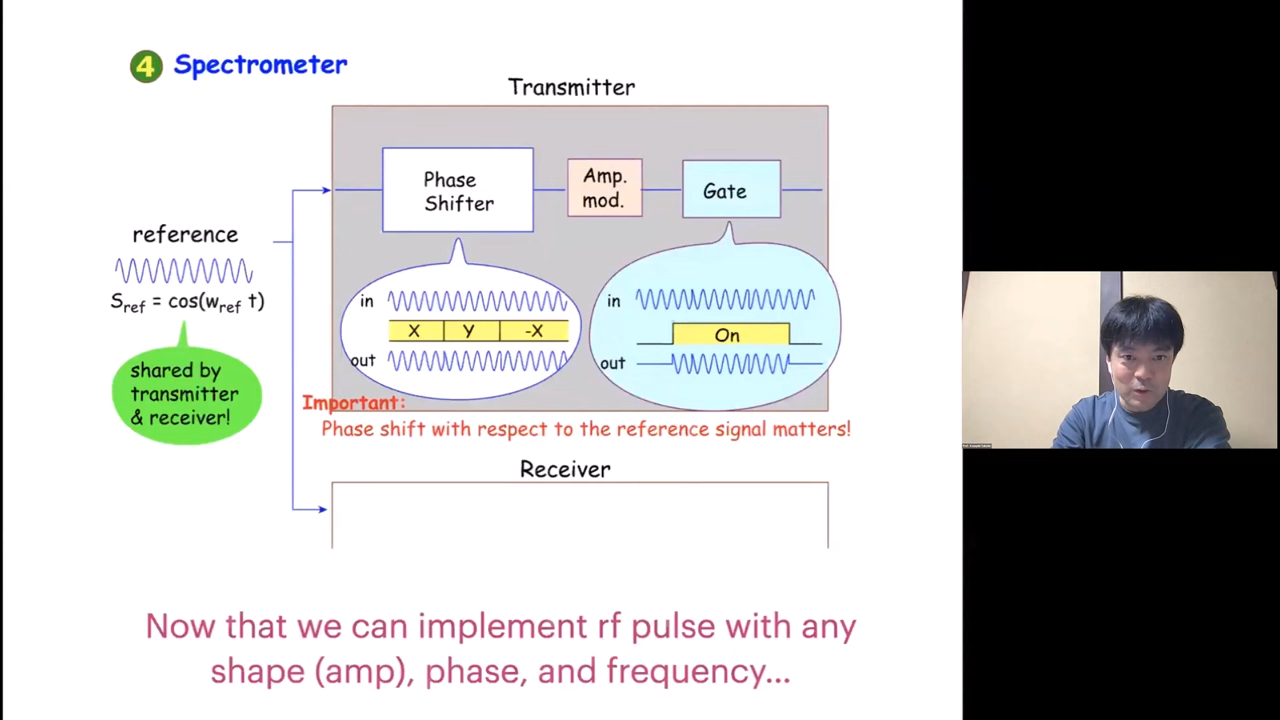 4 Spectrometer
Transmitter
Phase
Shifter
Amp.
mod.
Gate
reference
S_ref = cos(w_ref t)
in
X Y -X
out
in
On
out
shared by
transmitter
& receiver!
Important:
Phase shift with respect to the reference signal matters!
Receiver
Now that we can implement rf pulse with any
shape (amp), phase, and frequency...